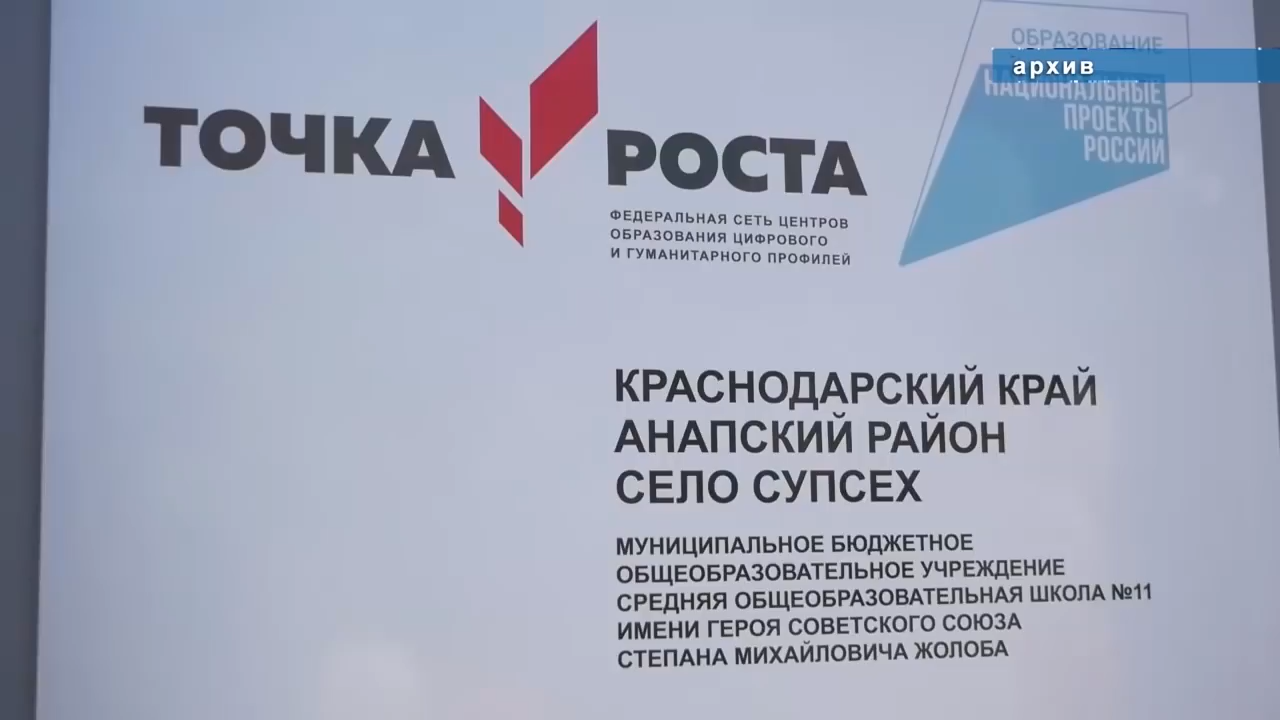 ОБРАЗОВАНИЕ
архив
НАЦИОНАЛЬНЫЕ
ПРОЕКТЫ
РОССИИ
ТОЧКА РОСТА
ФЕДЕРАЛЬНАЯ СЕТЬ ЦЕНТРОВ
ОБРАЗОВАНИЯ ЦИФРОВОГО
И ГУМАНИТАРНОГО ПРОФИЛЕЙ
КРАСНОДАРСКИЙ КРАЙ
АНАПСКИЙ РАЙОН
СЕЛО СУПСЕХ
МУНИЦИПАЛЬНОЕ БЮДЖЕТНОЕ
ОБЩЕОБРАЗОВАТЕЛЬНОЕ УЧРЕЖДЕНИЕ
СРЕДНЯЯ ОБЩЕОБРАЗОВАТЕЛЬНАЯ ШКОЛА №11
ИМЕНИ ГЕРОЯ СОВЕТСКОГО СОЮЗА
СТЕПАНА МИХАЙЛОВИЧА ЖОЛОБА